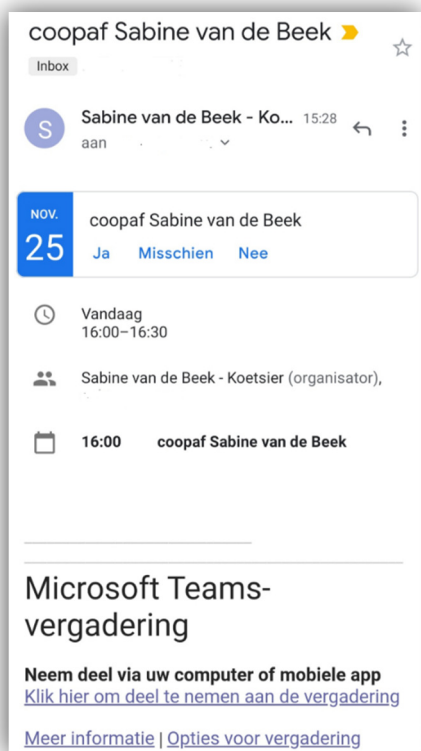 coopaf Sabine van de Beek
Inbox
S
Sabine van de Beek - Ko... 15:28
aan
NOV.
25
coopaf Sabine van de Beek
Ja Misschien Nee
Vandaag
16:00–16:30
Sabine van de Beek - Koetsier (organisator),
16:00 coopaf Sabine van de Beek
Microsoft Teams-
vergadering
Neem deel via uw computer of mobiele app
Klik hier om deel te nemen aan de vergadering
Meer informatie | Opties voor vergadering